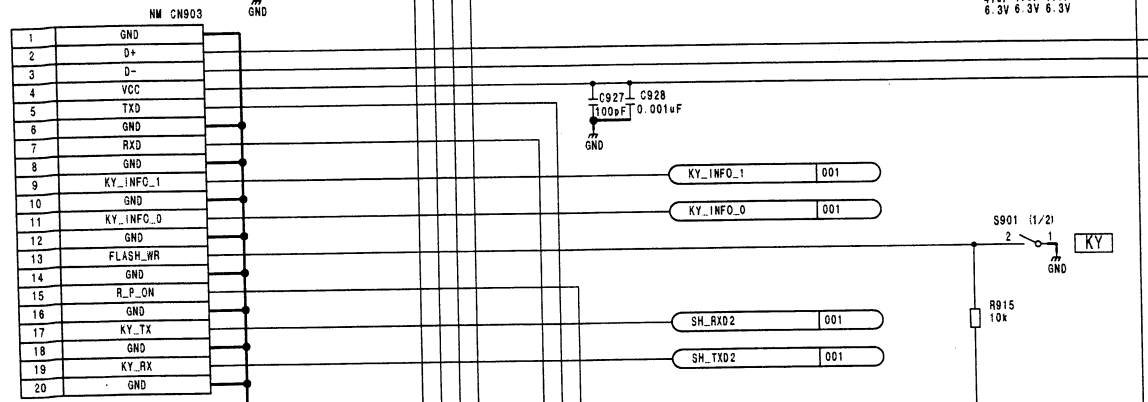 6.3V 6.3V 6.3V
NM CN903
GND
1 GND
2 D+
3 D-
4 VCC
5 TXD
6 GND
7 RXD
8 GND
9 KY_INFO_1
10 GND
11 KY_INFO_0
12 GND
13 FLASH_WR
14 GND
15 R_P_ON
16 GND
17 KY_TX
18 GND
19 KY_RX
20 GND
C927 C928
100pF 0.001uF
GND
KY_INFO_1 001
KY_INFO_0 001
S901 (1/2)
2 1 KY
GND
R915
10k
SH_RXD2 001
SH_TXD2 001